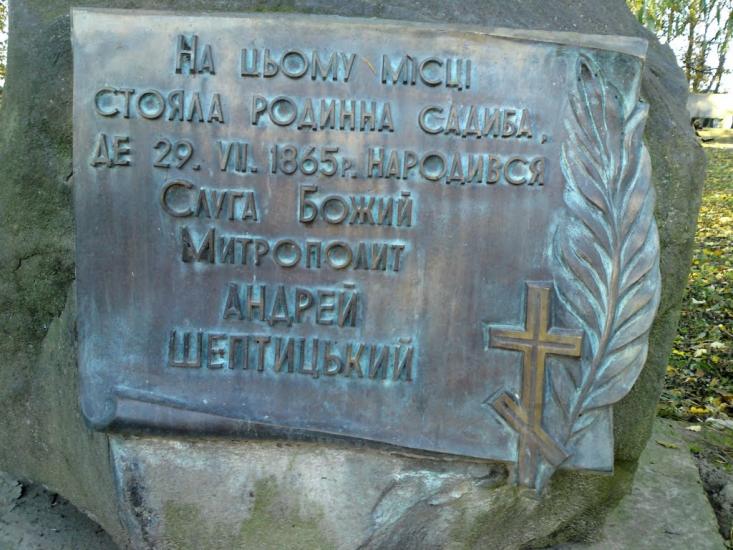 На цьому місці
стояла родинна садиба,
де 29. VII. 1865р. народився
Слуга Божий
Митрополит
Андрей
Шептицький